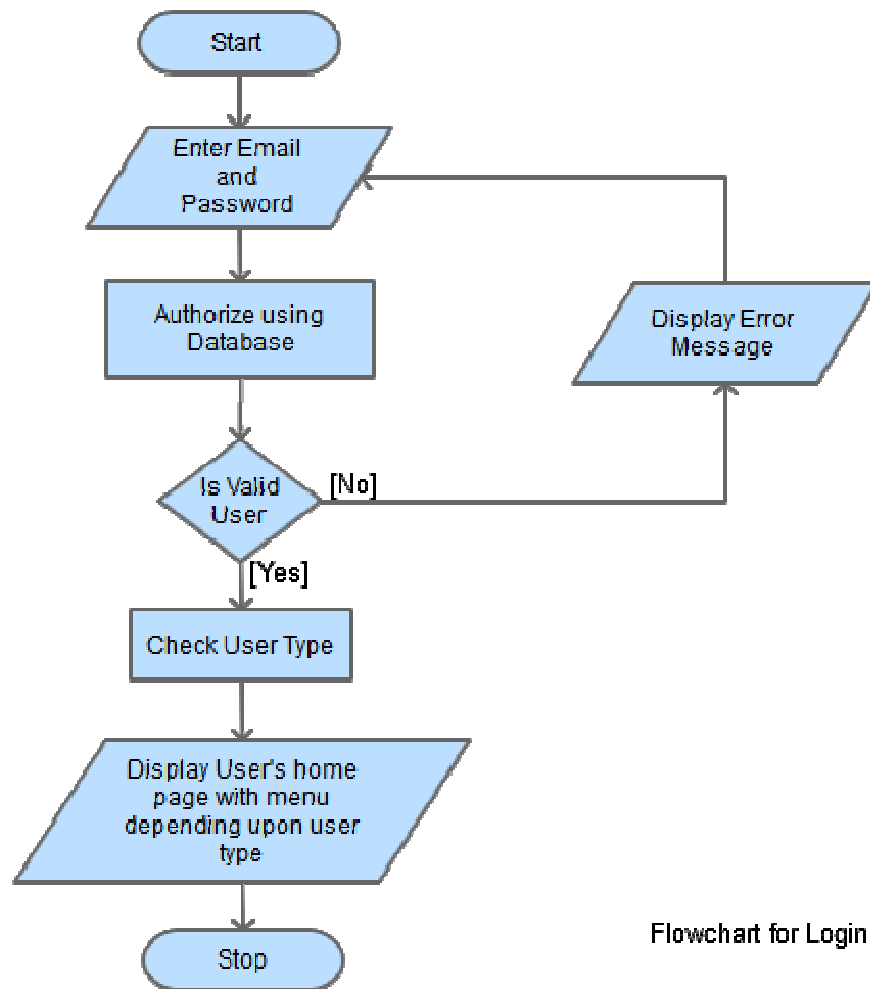 Start
Enter Email
and
Password
Authorize using
Database
Display Error
Message
Is Valid
User
[No]
[Yes]
Check User Type
Display User's home
page with menu
depending upon user
type
Stop
Flowchart for Login